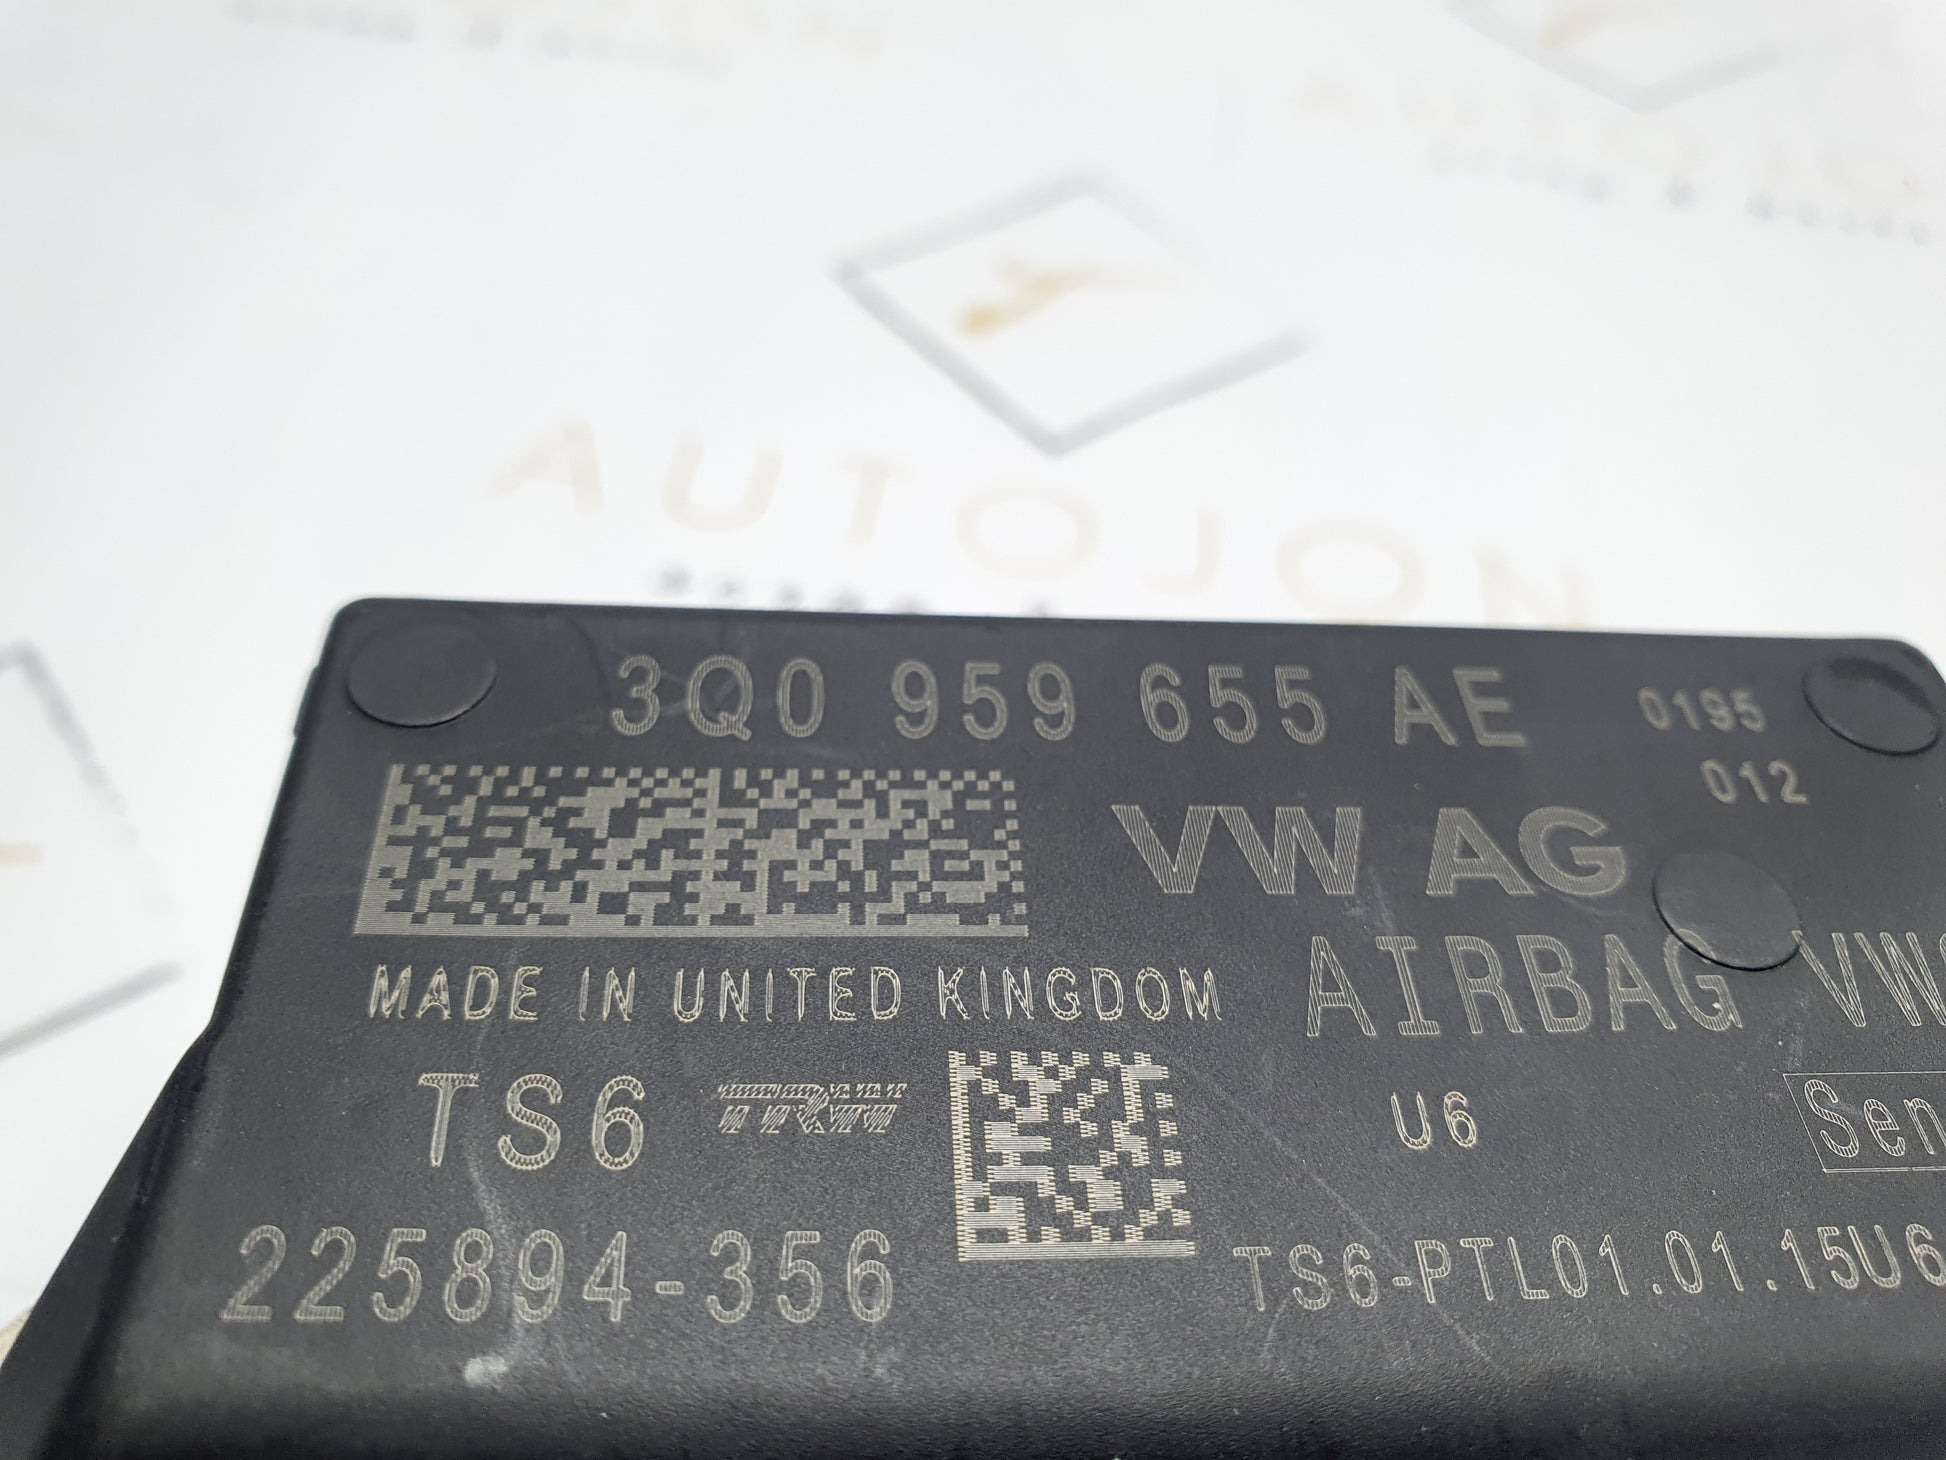 AUTOJON
3Q0 959 655 AE 0195
012
VW AG
MADE IN UNITED KINGDOM AIRBAG
TS6 TRW U6
225894-356 TS6-PTL01.01.15U6